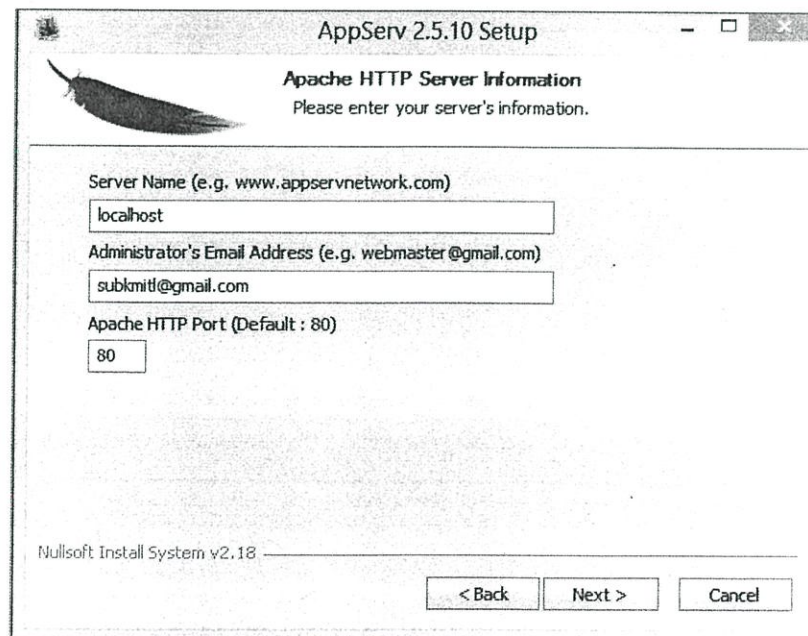 AppServ 2.5.10 Setup
Apache HTTP Server Information
Please enter your server's information.
Server Name (e.g. www.appservnetwork.com)
localhost
Administrator's Email Address (e.g. webmaster@gmail.com)
subkmitl@gmail.com
Apache HTTP Port (Default : 80)
80
Nullsoft Install System v2.18
< Back Next > Cancel